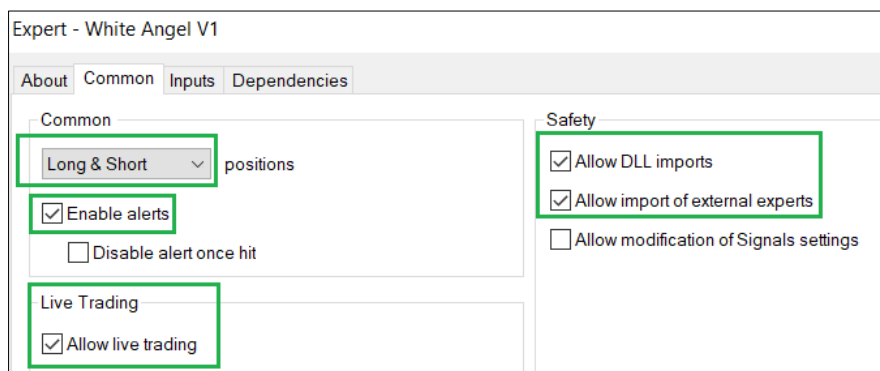 Expert - White Angel V1
About Common Inputs Dependencies
Common
Long & Short positions
Enable alerts
Disable alert once hit
Live Trading
Allow live trading
Safety
Allow DLL imports
Allow import of external experts
Allow modification of Signals settings